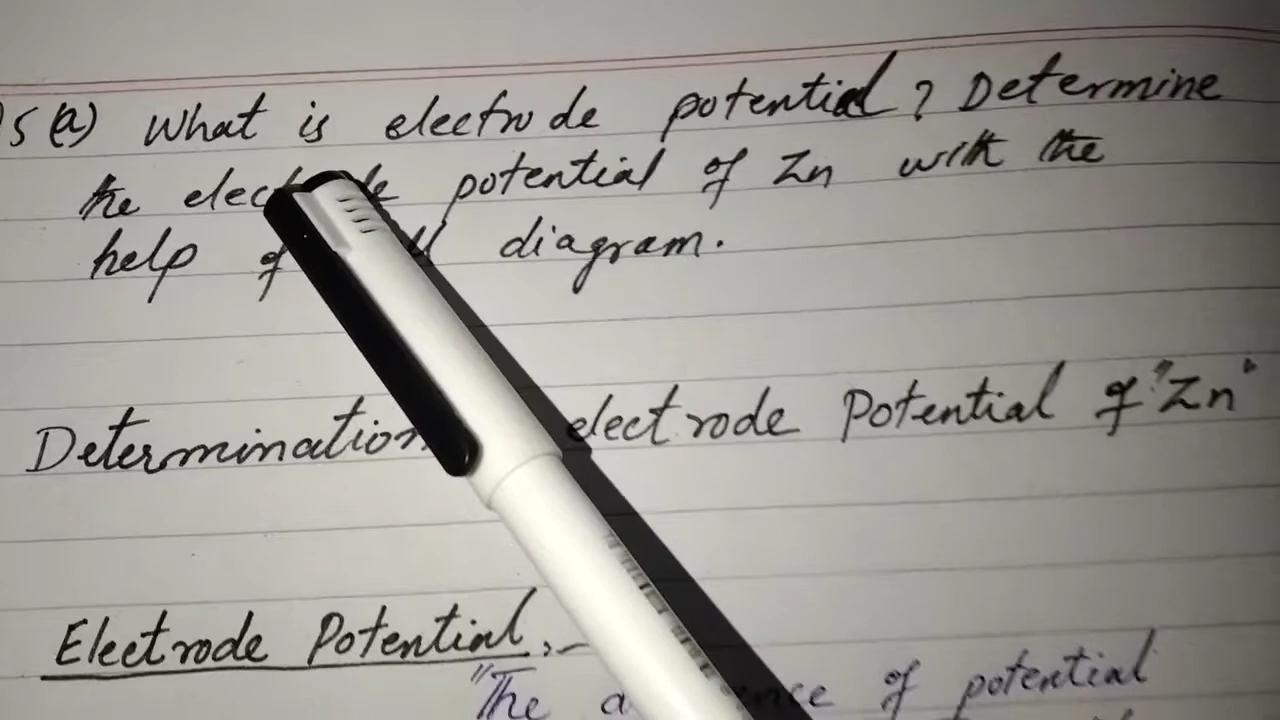 5 (a) What is electrode potential? Determine
the potential of Zn with the
help of diagram.
Determination electrode Potential of "Zn"
Electrode Potential :-
"The of potential